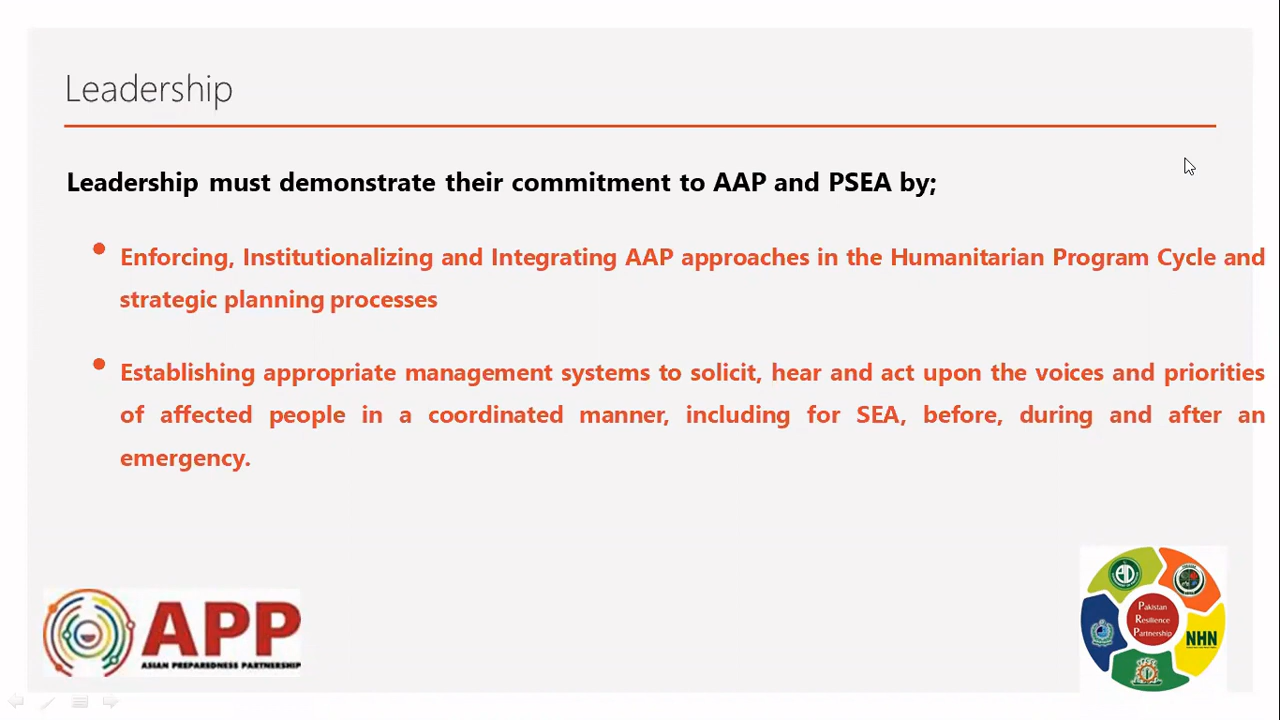 Leadership
Leadership must demonstrate their commitment to AAP and PSEA by;
• Enforcing, Institutionalizing and Integrating AAP approaches in the Humanitarian Program Cycle and
strategic planning processes
• Establishing appropriate management systems to solicit, hear and act upon the voices and priorities
of affected people in a coordinated manner, including for SEA, before, during and after an
emergency.
APP
ASIAN PREPAREDNESS PARTNERSHIP
Pakistan
Resilience
Partnership
NHN